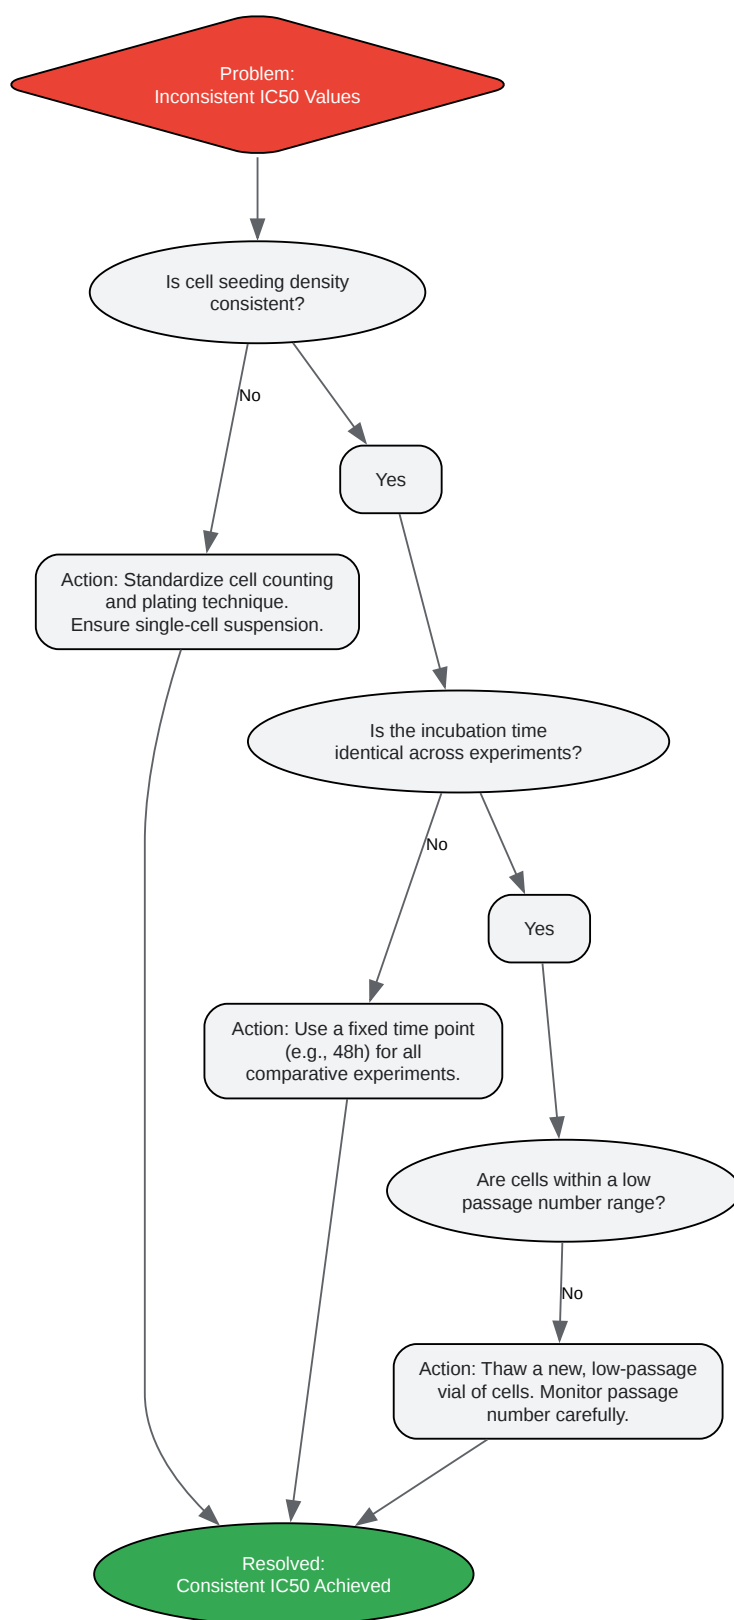 Problem:
Inconsistent IC50 Values
Is cell seeding density
consistent?
No
Yes
Action: Standardize cell counting
and plating technique.
Ensure single-cell suspension.
Is the incubation time
identical across experiments?
No
Yes
Action: Use a fixed time point
(e.g., 48h) for all
comparative experiments.
Are cells within a low
passage number range?
No
Action: Thaw a new, low-passage
vial of cells. Monitor passage
number carefully.
Resolved:
Consistent IC50 Achieved